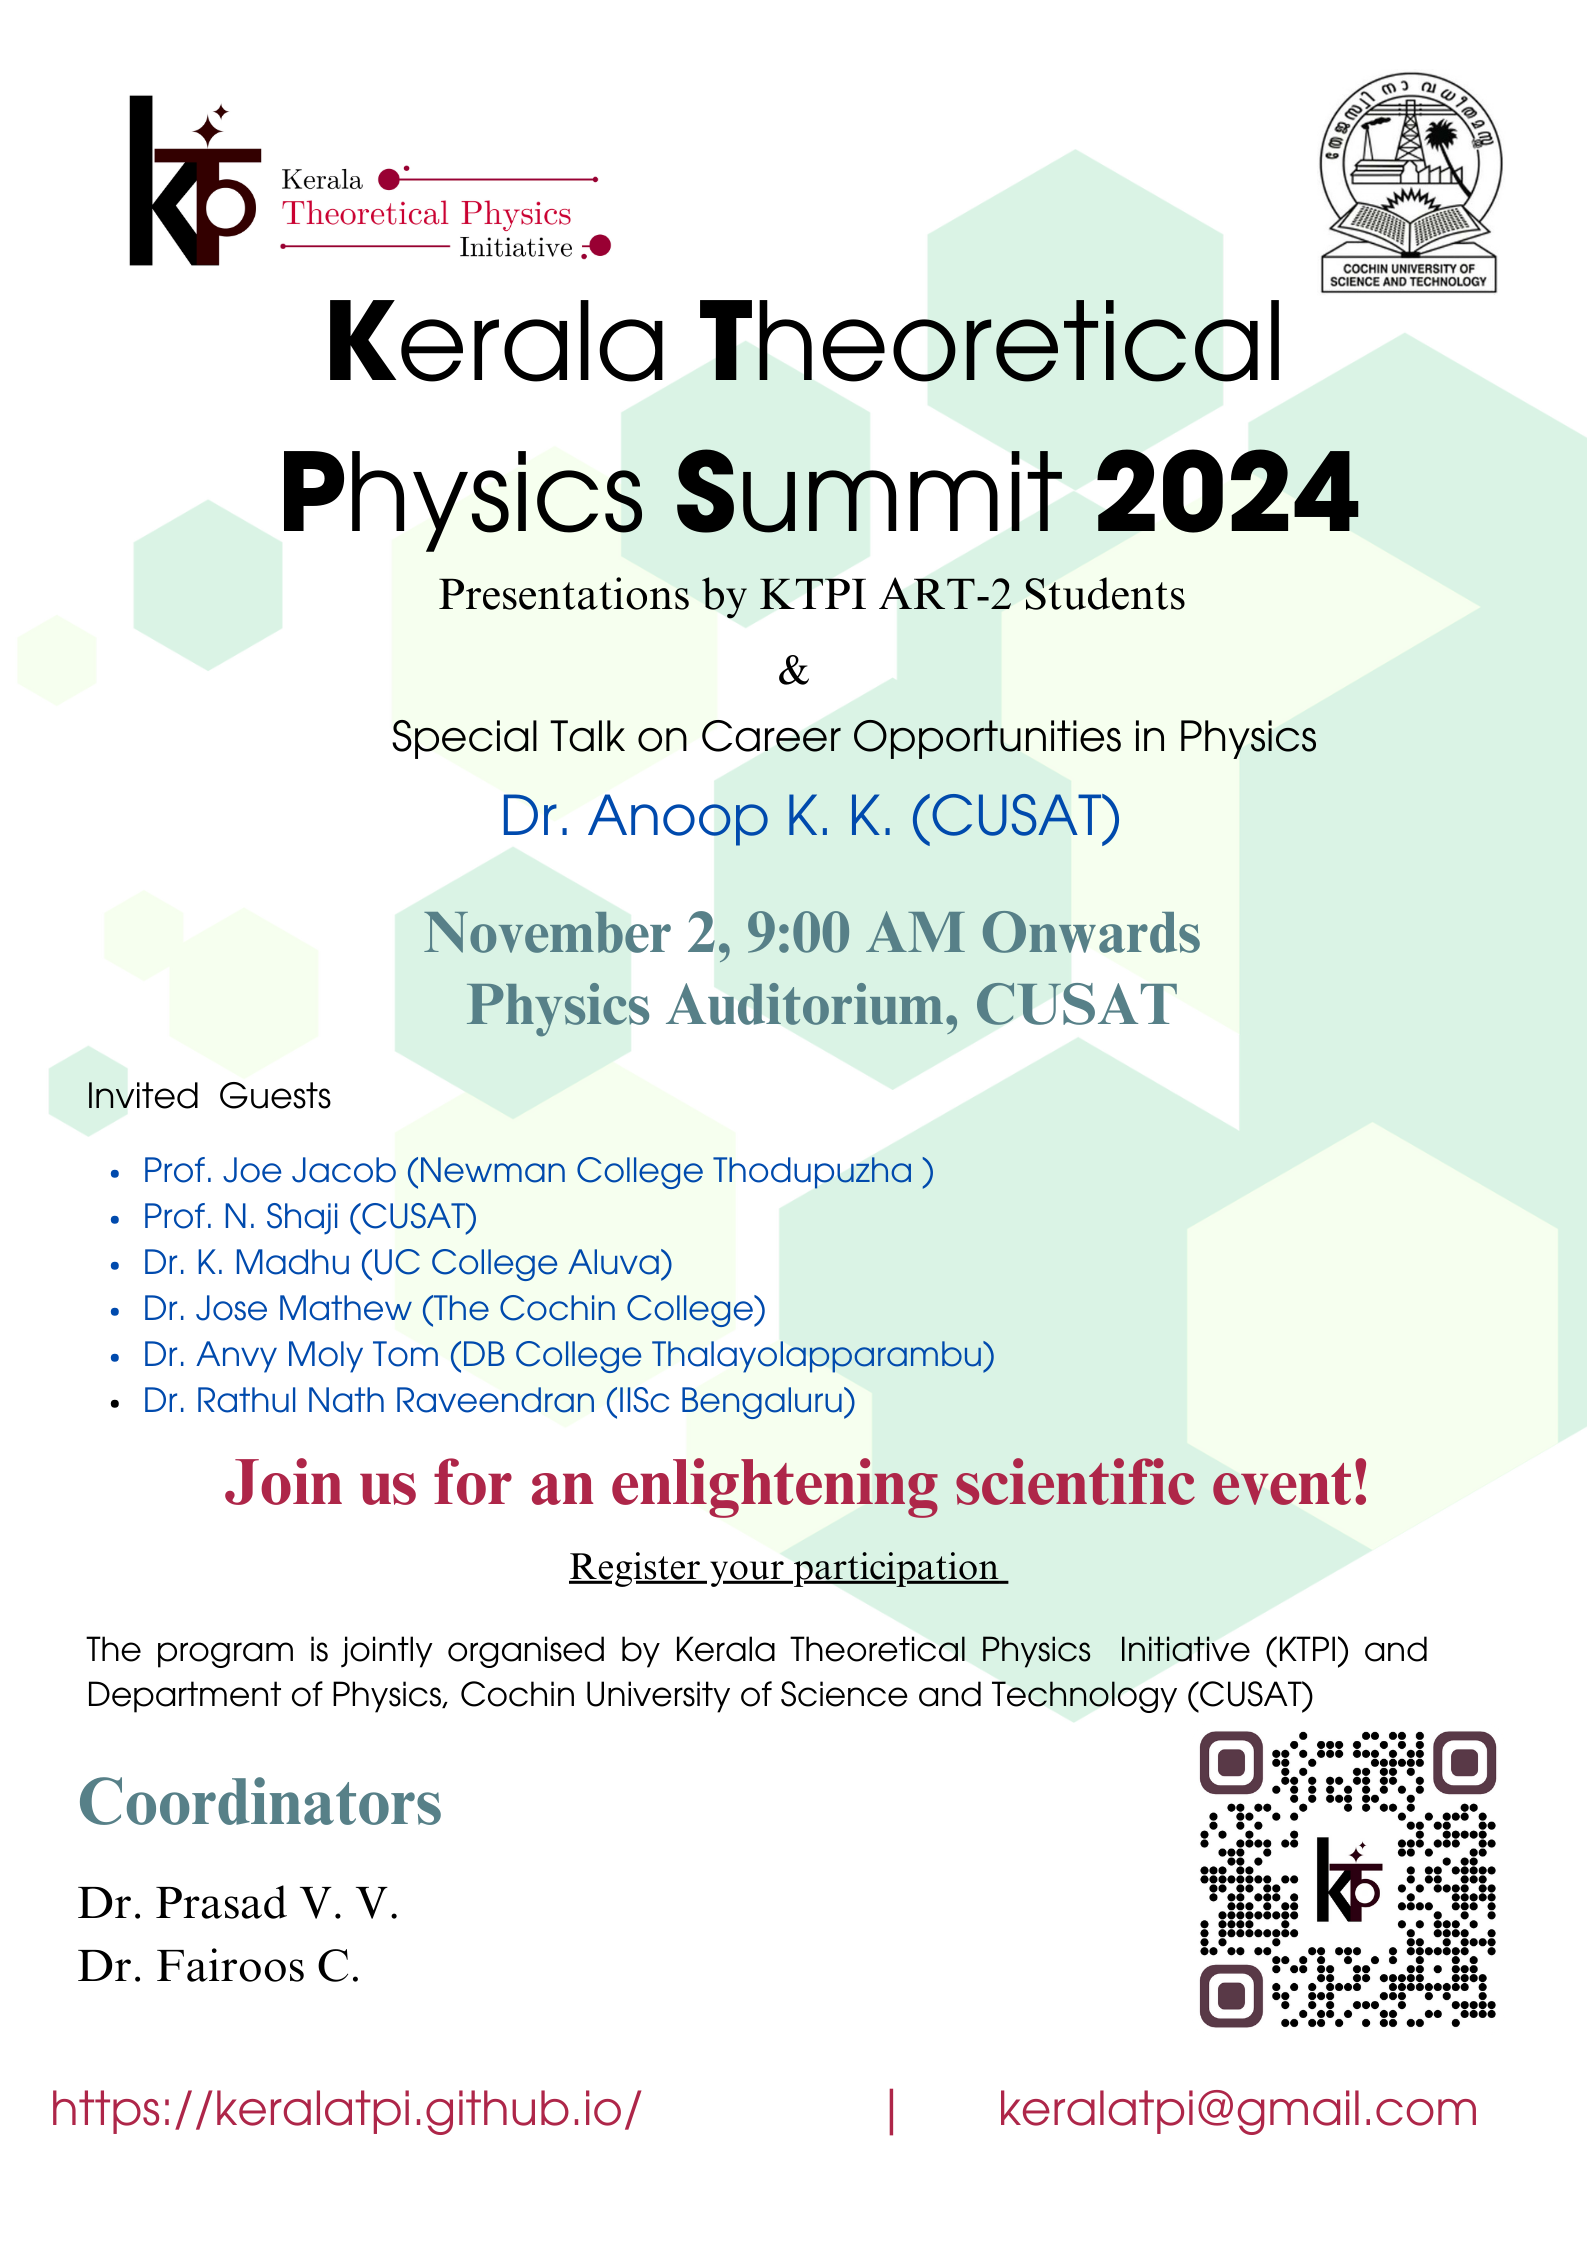 kTp
Kerala
Theoretical Physics
Initiative
തേജസ്വി നാ വധീതമസ്തു
COCHIN UNIVERSITY OF
SCIENCE AND TECHNOLOGY
Kerala Theoretical
Physics Summit 2024
Presentations by KTPI ART-2 Students
&
Special Talk on Career Opportunities in Physics
Dr. Anoop K. K. (CUSAT)
November 2, 9:00 AM Onwards
Physics Auditorium, CUSAT
Invited Guests
• Prof. Joe Jacob (Newman College Thodupuzha )
• Prof. N. Shaji (CUSAT)
• Dr. K. Madhu (UC College Aluva)
• Dr. Jose Mathew (The Cochin College)
• Dr. Anvy Moly Tom (DB College Thalayolapparambu)
• Dr. Rathul Nath Raveendran (IISc Bengaluru)
Join us for an enlightening scientific event!
Register your participation
The program is jointly organised by Kerala Theoretical Physics Initiative (KTPI) and
Department of Physics, Cochin University of Science and Technology (CUSAT)
Coordinators
kTp
Dr. Prasad V. V.
Dr. Fairoos C.
https://keralatpi.github.io/ | keralatpi@gmail.com